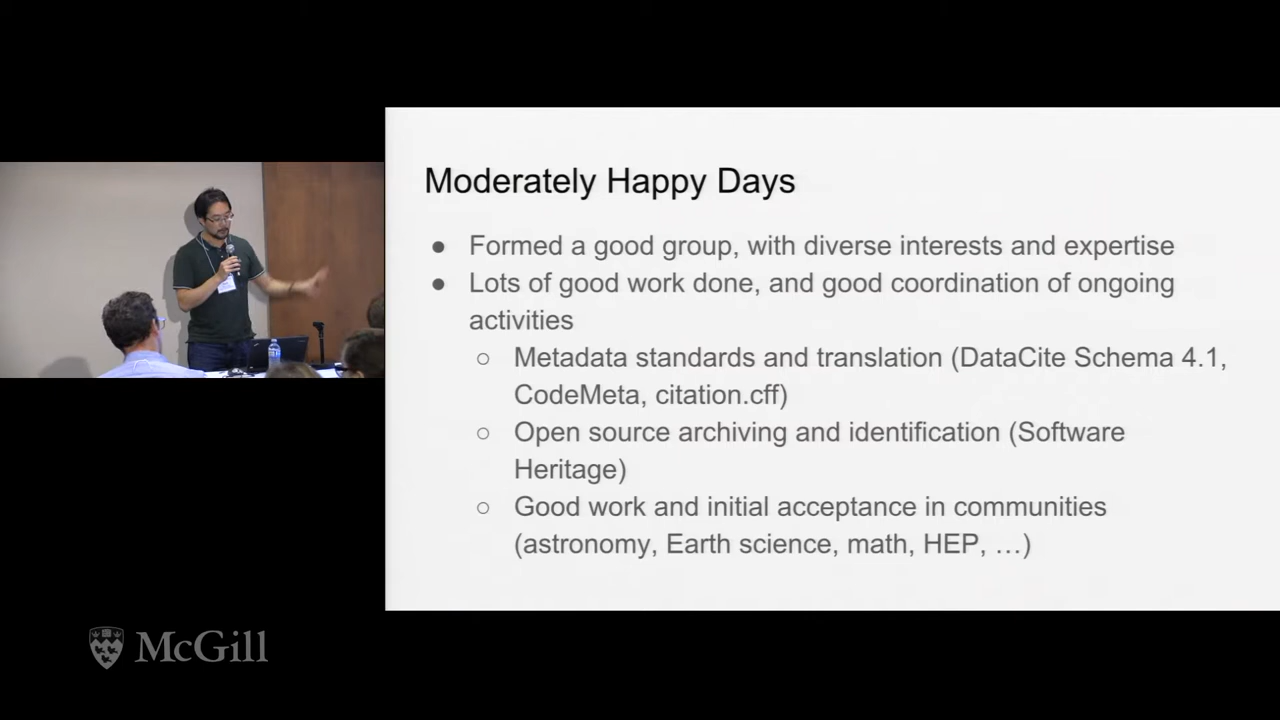 Moderately Happy Days
● Formed a good group, with diverse interests and expertise
● Lots of good work done, and good coordination of ongoing
activities
○ Metadata standards and translation (DataCite Schema 4.1,
CodeMeta, citation.cff)
○ Open source archiving and identification (Software
Heritage)
○ Good work and initial acceptance in communities
(astronomy, Earth science, math, HEP, …)
McGill